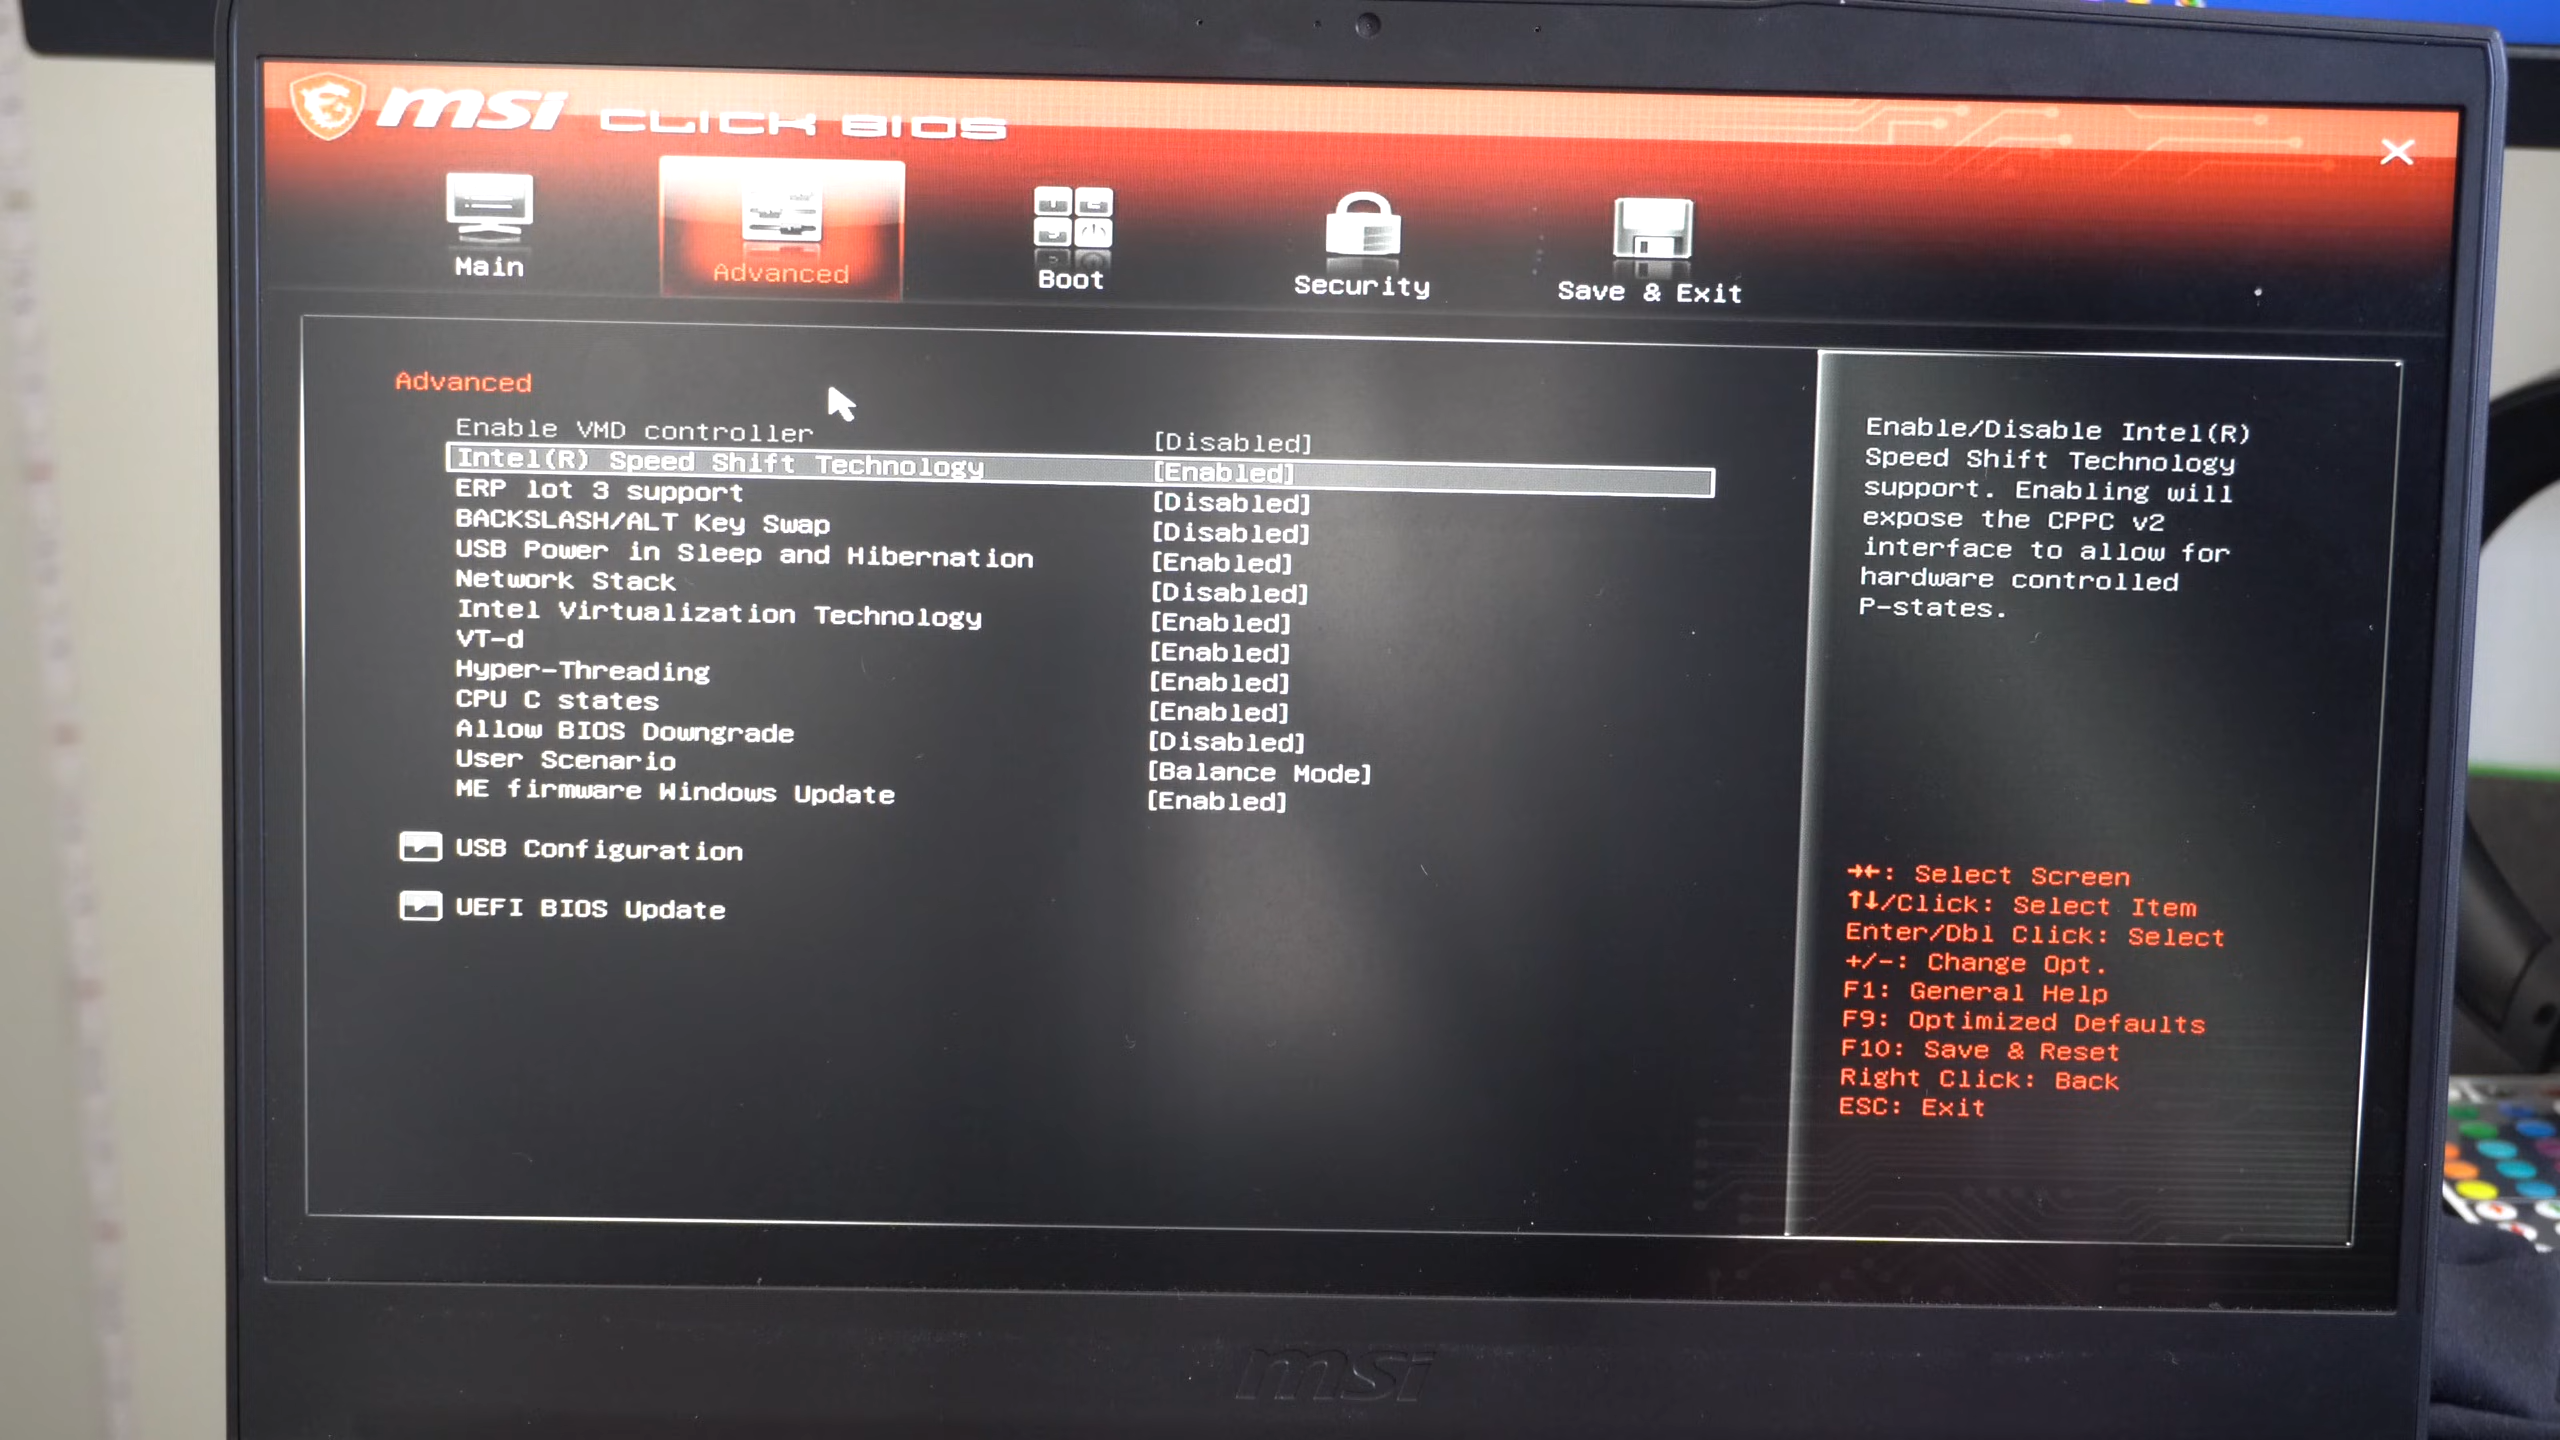 msi CLICK BIOS
Main
Advanced
Boot
Security
Save & Exit
Advanced
Enable VMD controller [Disabled]
Intel(R) Speed Shift Technology [Enabled]
ERP lot 3 support [Disabled]
BACKSLASH/ALT Key Swap [Disabled]
USB Power in Sleep and Hibernation [Enabled]
Network Stack [Disabled]
Intel Virtualization Technology [Enabled]
VT-d [Enabled]
Hyper-Threading [Enabled]
CPU C states [Enabled]
Allow BIOS Downgrade [Disabled]
User Scenario [Balance Mode]
ME firmware Windows Update [Enabled]
USB Configuration
UEFI BIOS Update
Enable/Disable Intel(R)
Speed Shift Technology
support. Enabling will
expose the CPPC v2
interface to allow for
hardware controlled
P-states.
→←: Select Screen
↑↓/Click: Select Item
Enter/Dbl Click: Select
+/-: Change Opt.
F1: General Help
F9: Optimized Defaults
F10: Save & Reset
Right Click: Back
ESC: Exit
msi